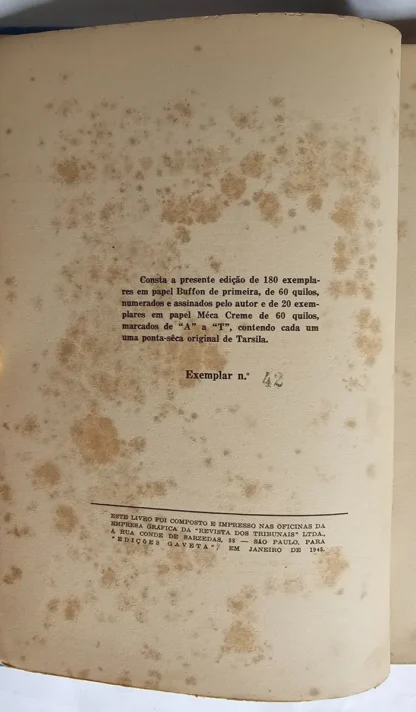 Consta a presente edição de 180 exempla-
res em papel Buffon de primeira, de 60 quilos,
numerados e assinados pelo autor e de 20 exem-
plares em papel Méca Creme de 60 quilos,
marcados de "A" a "T", contendo cada um
uma ponta-sêca original de Tarsila.
Exemplar n.° 42
ESTE LIVRO FOI COMPOSTO E IMPRESSO NAS OFICINAS DA
EMPRESA GRÁFICA DA "REVISTA DOS TRIBUNAIS" LTDA.,
A RUA CONDE DE SARZEDAS, 38 — SÃO PAULO, PARA
"EDIÇÕES GAVETA", EM JANEIRO DE